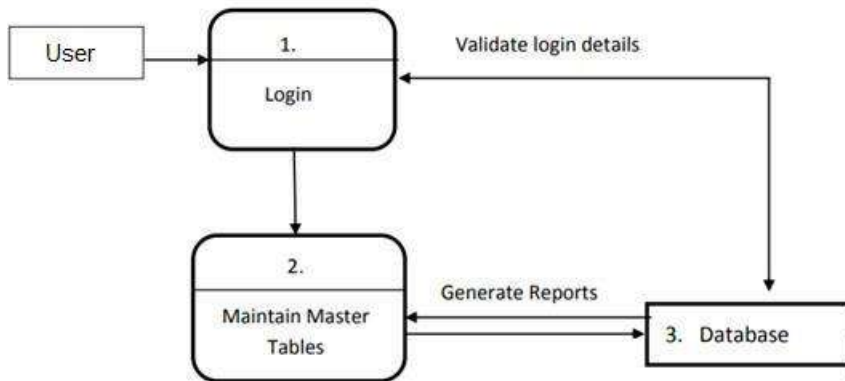 User
1.
Login
Validate login details
2.
Maintain Master
Tables
Generate Reports
3. Database